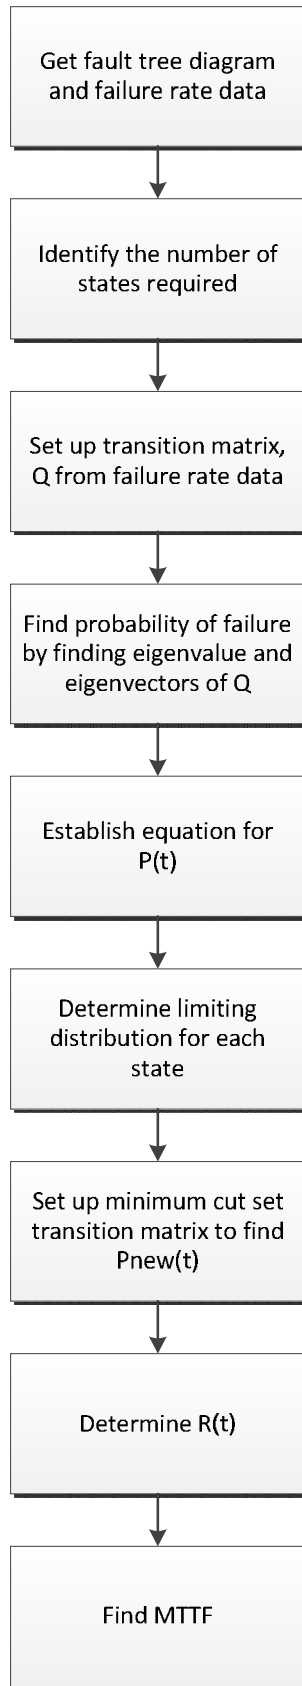 Get fault tree diagram
and failure rate data
Identify the number of
states required
Set up transition matrix,
Q from failure rate data
Find probability of failure
by finding eigenvalue and
eigenvectors of Q
Establish equation for
P(t)
Determine limiting
distribution for each
state
Set up minimum cut set
transition matrix to find
Pnew(t)
Determine R(t)
Find MTTF